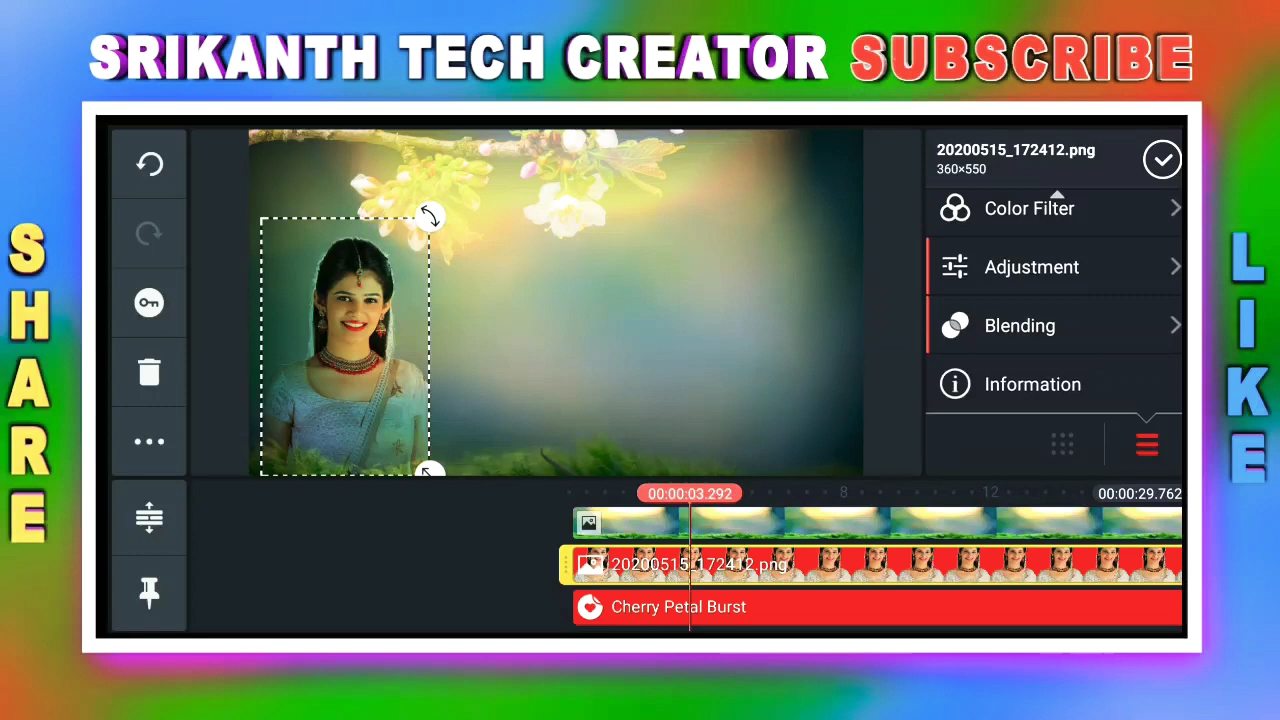 SRIKANTH TECH CREATOR SUBSCRIBE
SHARE
20200515_172412.png
360×550
Color Filter
Adjustment
Blending
Information
00:00:03.292
8
12
00:00:29.762
20200515_172412.png
Cherry Petal Burst
LIKE